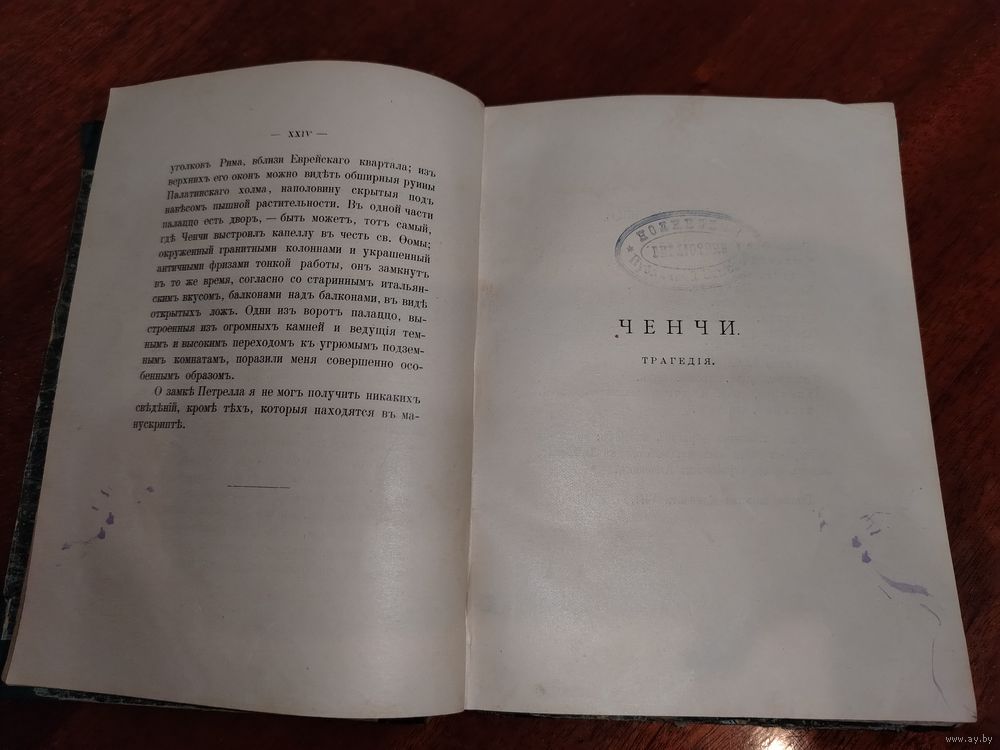 — XXIV —
уголковъ Рима, вблизи Еврейскаго квартала; изъ
верхнихъ его оконъ можно видѣть обширныя руины
Палатинскаго холма, наполовину скрытыя подъ
навѣсомъ пышной растительности. Въ одной части
палаццо есть дворъ, — быть можетъ, тотъ самый,
гдѣ Ченчи выстроилъ капеллу въ честь св. Ѳомы;
окруженный гранитными колоннами и украшенный
античными фризами тонкой работы, онъ замкнутъ
въ то же время, согласно со стариннымъ итальян-
скимъ вкусомъ, балконами надъ балконами, въ видѣ
открытыхъ ложъ. Одни изъ воротъ палаццо, вы-
строенныя изъ огромныхъ камней и ведущія тем-
нымъ и высокимъ переходомъ къ угрюмымъ подзем-
нымъ комнатамъ, поразили меня совершенно осо-
беннымъ образомъ.
О замкѣ Петрелла я не могъ получить никакихъ
свѣдѣній, кромѣ тѣхъ, которыя находятся въ ма-
нускриптѣ.
ЧЕНЧИ.
ТРАГЕДІЯ.
www.ay.by